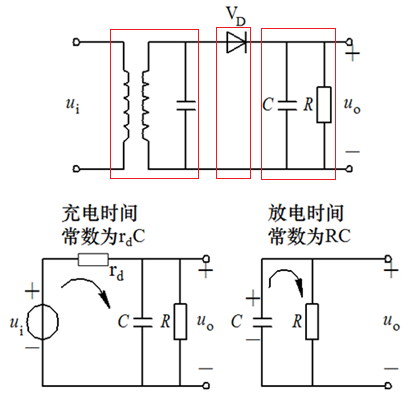 V_D
u_i
C
R
+
u_o
—
充电时间
常数为r_dC
放电时间
常数为RC
r_d
+
u_i
—
C
R
+
u_o
—
C
+
—
R
+
u_o
—